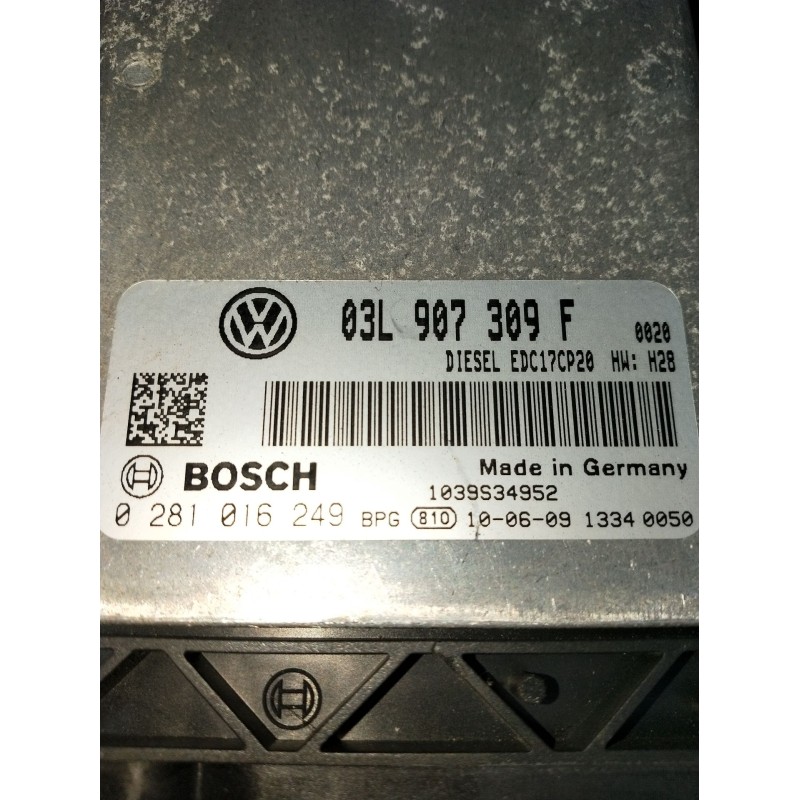 03L 907 309 F 0020
DIESEL EDC17CP20 HW: H28
BOSCH
Made in Germany
1039S34952
0 281 016 249 BPG 810 10-06-09 1334 0050